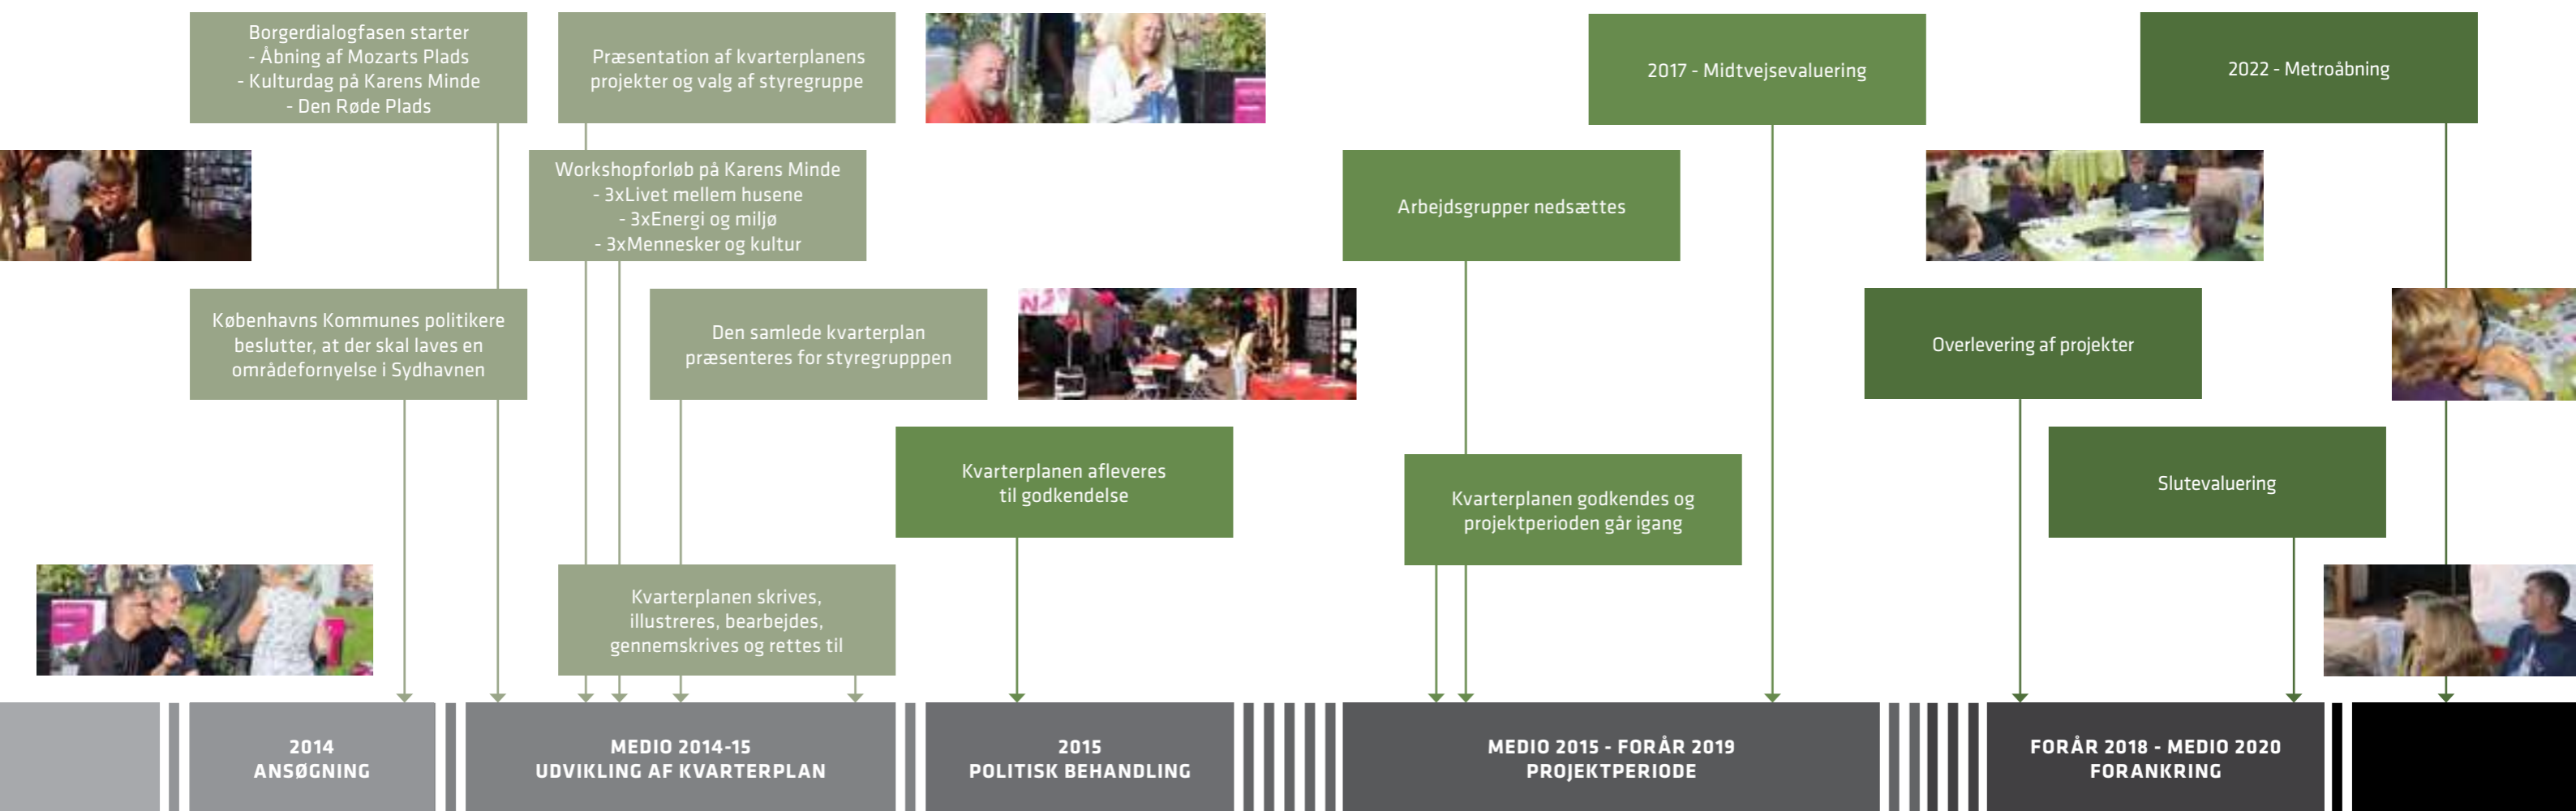 Borgerdialogfasen starter
- Åbning af Mozarts Plads
- Kulturdag på Karens Minde
- Den Røde Plads
Præsentation af kvarterplanens
projekter og valg af styregruppe
2017 - Midtvejsevaluering
2022 - Metroåbning
Workshopforløb på Karens Minde
- 3xLivet mellem husene
- 3xEnergi og miljø
- 3xMennesker og kultur
Arbejdsgrupper nedsættes
Københavns Kommunes politikere
beslutter, at der skal laves en
områdefornyelse i Sydhavnen
Den samlede kvarterplan
præsenteres for styregrupppen
Overlevering af projekter
Kvarterplanen afleveres
til godkendelse
Kvarterplanen godkendes og
projektperioden går igang
Slutevaluering
Kvarterplanen skrives,
illustreres, bearbejdes,
gennemskrives og rettes til
2014
ANSØGNING
MEDIO 2014-15
UDVIKLING AF KVARTERPLAN
2015
POLITISK BEHANDLING
MEDIO 2015 - FORÅR 2019
PROJEKTPERIODE
FORÅR 2018 - MEDIO 2020
FORANKRING